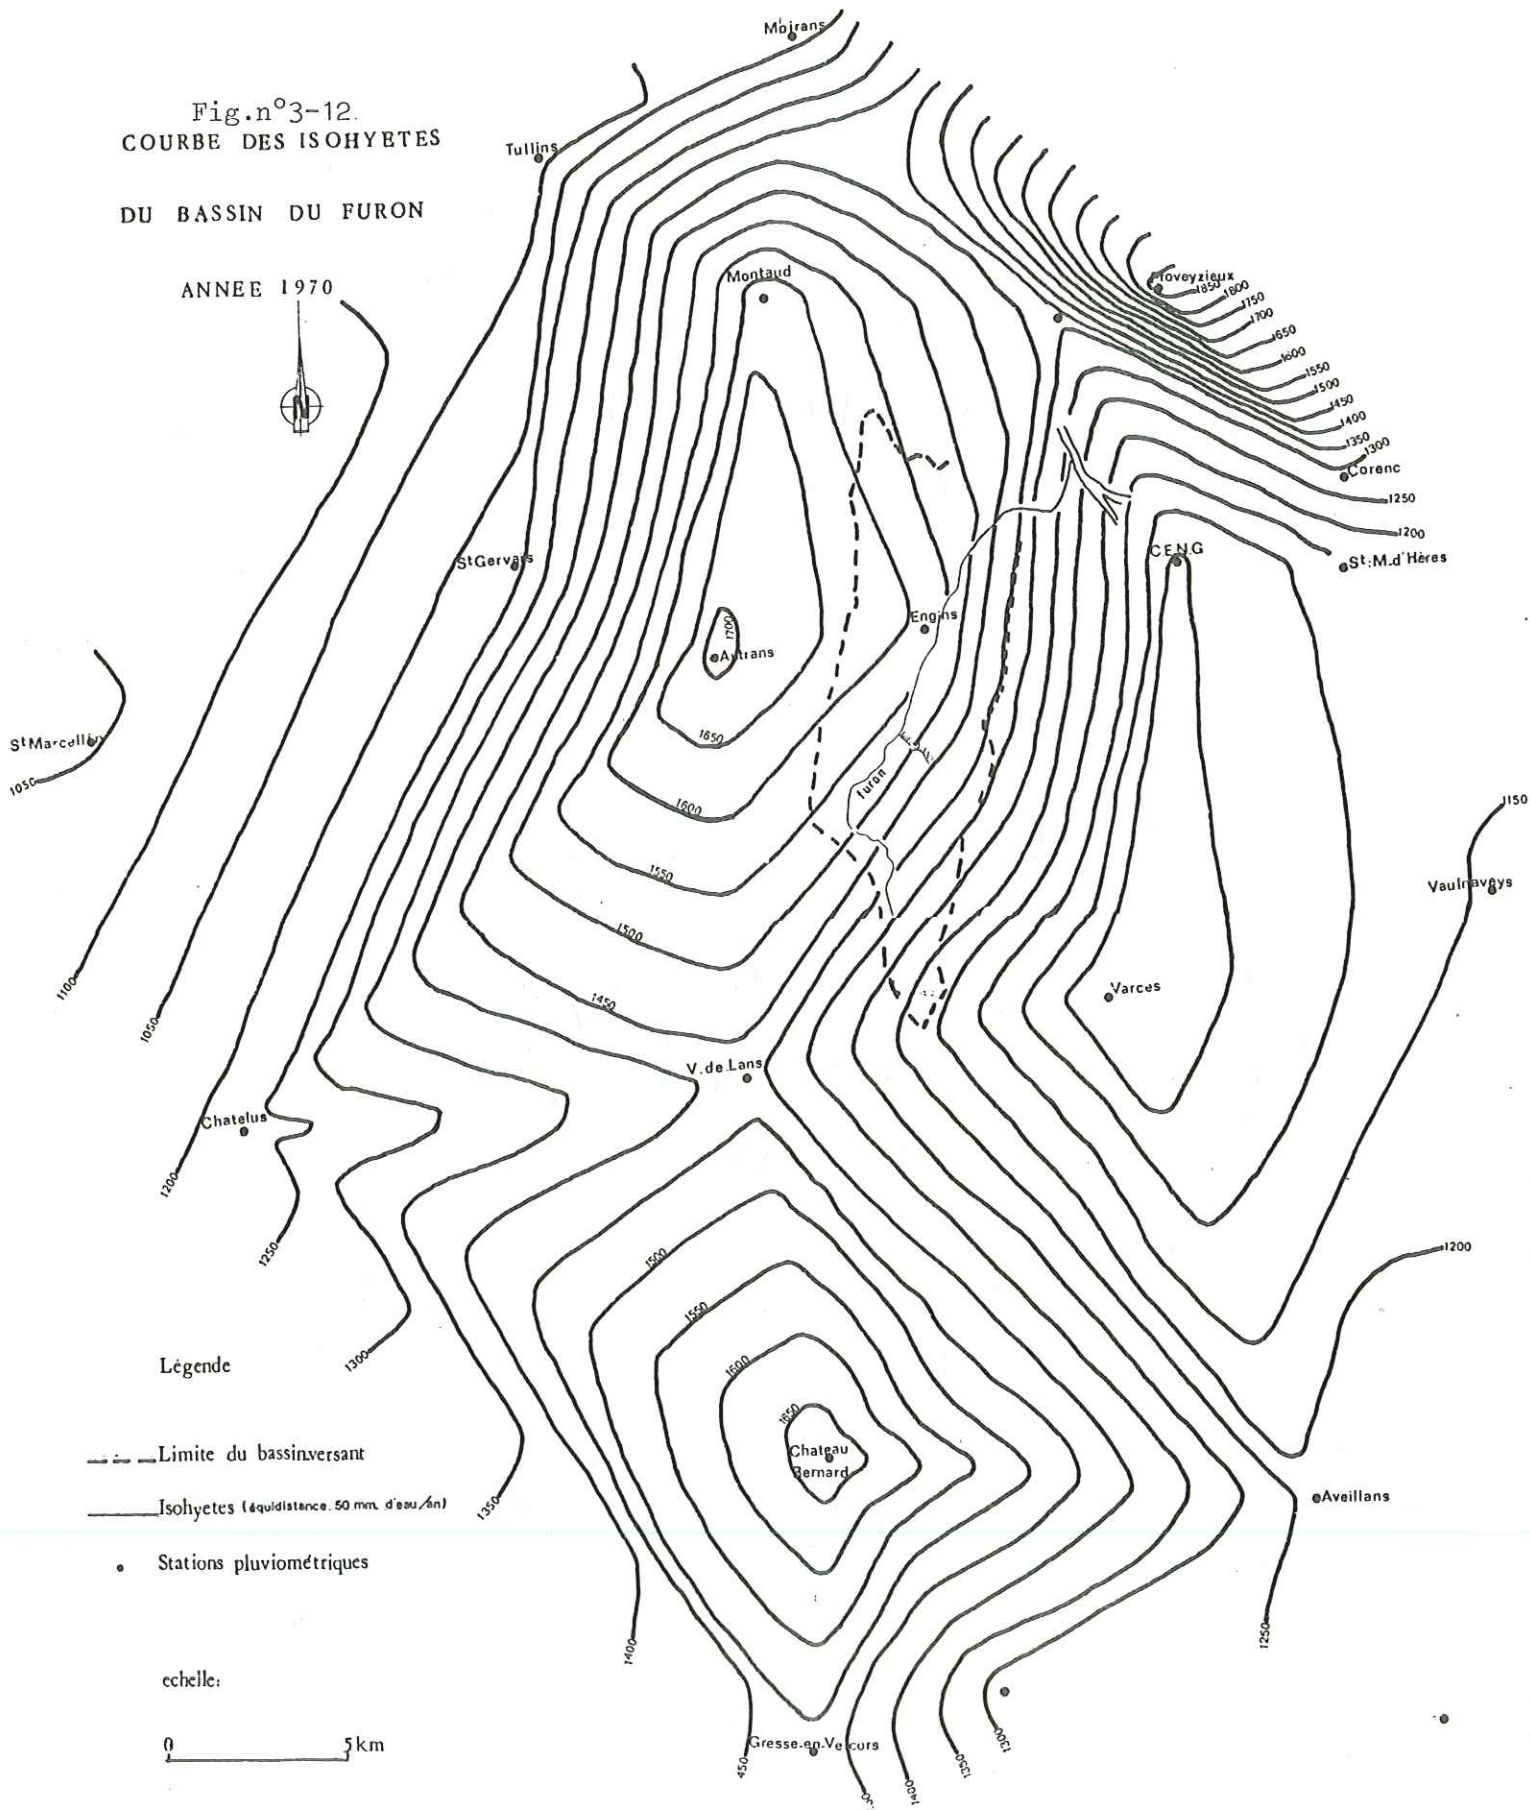 Moirans
Fig.n°3-12.
COURBE DES ISOHYETES
Tullins
DU BASSIN DU FURON
ANNEE 1970
Montaud
Proveyzieux
1850
1800
1750
1700
1650
1600
1550
1500
1450
1400
1350
1300
Corenc
1250
1200
N
St Gervais
C.E.N.G
St.M.d'Hères
Engins
1700
Autrans
St Marcellin
1050
1650
furon
1600
1150
1550
Vaulnaveys
1500
1100
1450
Varces
1050
V. de Lans
Chatelus
1200
1250
1500
1200
1550
1300
1600
Légende
1650
Limite du bassin versant
Chateau
Bernard
Isohyetes (équidistance. 50 mm. d'eau/an)
1350
Aveillans
Stations pluviométriques
1400
1250
echelle:
0 5 km
Gresse-en-Vercors
450
1400
1350
1300